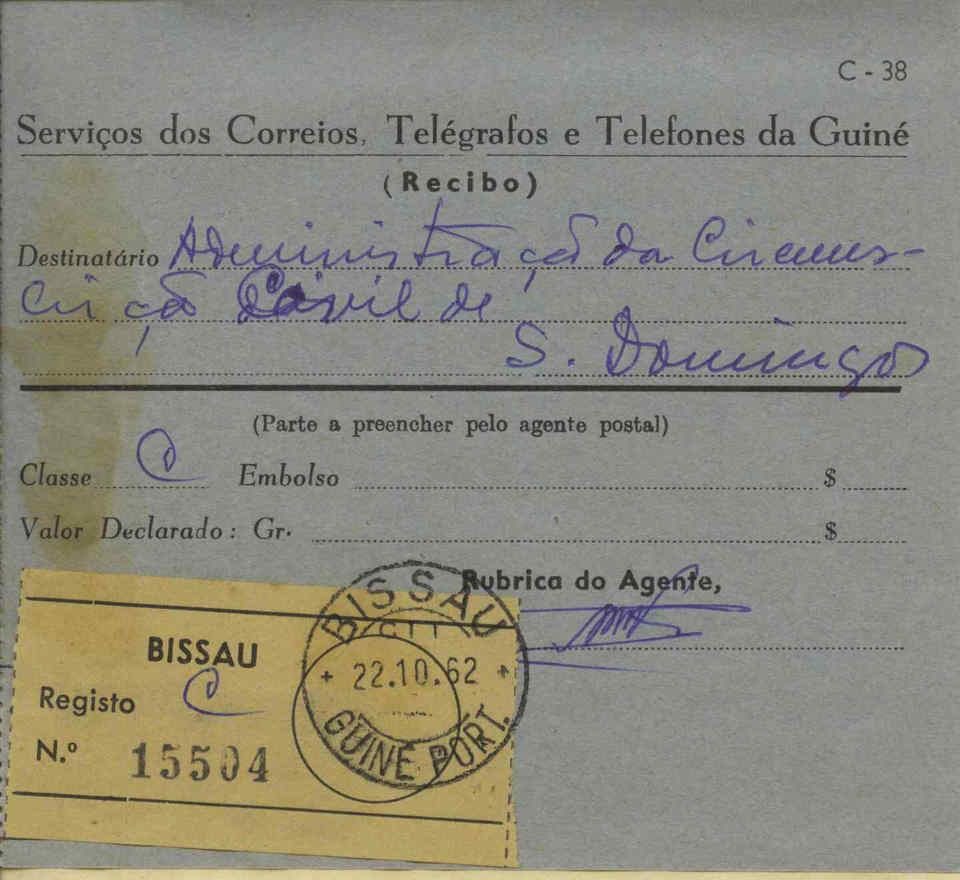 C - 38
Serviços dos Correios, Telégrafos e Telefones da Guiné
(Recibo)
Destinatário Administração da Circuns-
crição Civil de
S. Domingos
(Parte a preencher pelo agente postal)
Classe C Embolso $
Valor Declarado: Gr. $
Rubrica do Agente,
BISSAU
Registo C
N.º 15504
BISSAU
CTT
22.10.62
GUINÉ PORT.